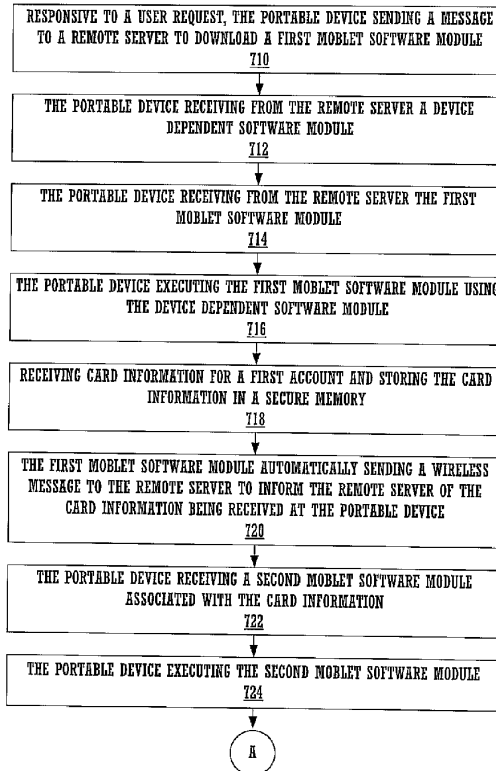 RESPONSIVE TO A USER REQUEST, THE PORTABLE DEVICE SENDING A MESSAGE
TO A REMOTE SERVER TO DOWNLOAD A FIRST MOBLET SOFTWARE MODULE
710
THE PORTABLE DEVICE RECEIVING FROM THE REMOTE SERVER A DEVICE
DEPENDENT SOFTWARE MODULE
712
THE PORTABLE DEVICE RECEIVING FROM THE REMOTE SERVER THE FIRST
MOBLET SOFTWARE MODULE
714
THE PORTABLE DEVICE EXECUTING THE FIRST MOBLET SOFTWARE MODULE USING
THE DEVICE DEPENDENT SOFTWARE MODULE
716
RECEIVING CARD INFORMATION FOR A FIRST ACCOUNT AND STORING THE CARD
INFORMATION IN A SECURE MEMORY
718
THE FIRST MOBLET SOFTWARE MODULE AUTOMATICALLY SENDING A WIRELESS
MESSAGE TO THE REMOTE SERVER TO INFORM THE REMOTE SERVER OF THE
CARD INFORMATION BEING RECEIVED AT THE PORTABLE DEVICE
720
THE PORTABLE DEVICE RECEIVING A SECOND MOBLET SOFTWARE MODULE
ASSOCIATED WITH THE CARD INFORMATION
722
THE PORTABLE DEVICE EXECUTING THE SECOND MOBLET SOFTWARE MODULE
724
A